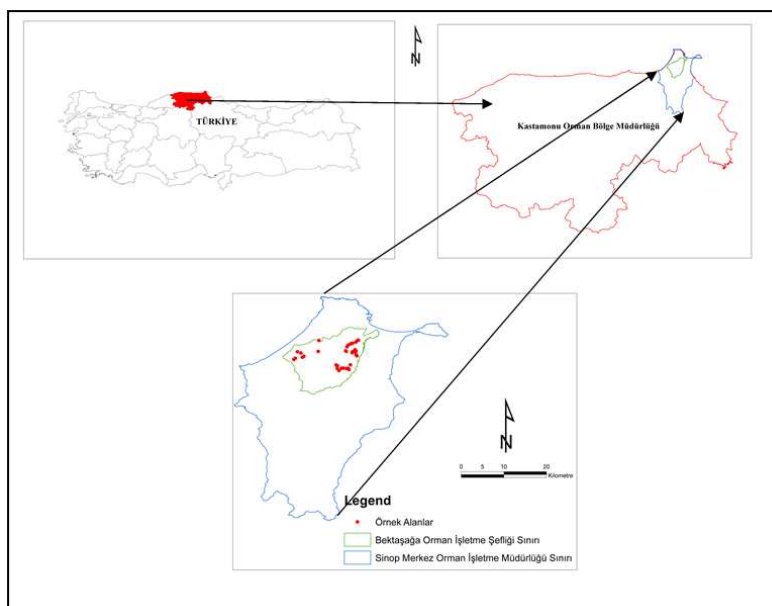 N
TÜRKİYE
Kastamonu Orman Bölge Müdürlüğü
N
0 5 10 20
Kilometre
Legend
Örnek Alanlar
Bektaşağa Orman İşletme Şefliği Sınırı
Sinop Merkez Orman İşletme Müdürlüğü Sınırı